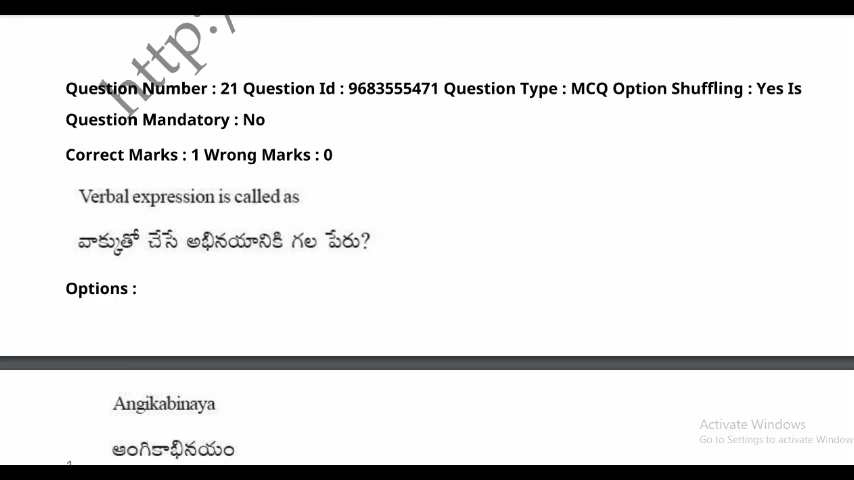 http:/
Question Number : 21 Question Id : 9683555471 Question Type : MCQ Option Shuffling : Yes Is
Question Mandatory : No
Correct Marks : 1 Wrong Marks : 0
Verbal expression is called as
వాక్కుతో చేసే అభినయానికి గల పేరు?
Options :
Angikabinaya
ఆంగికాభినయం
Activate Windows
Go to Settings to activate Window